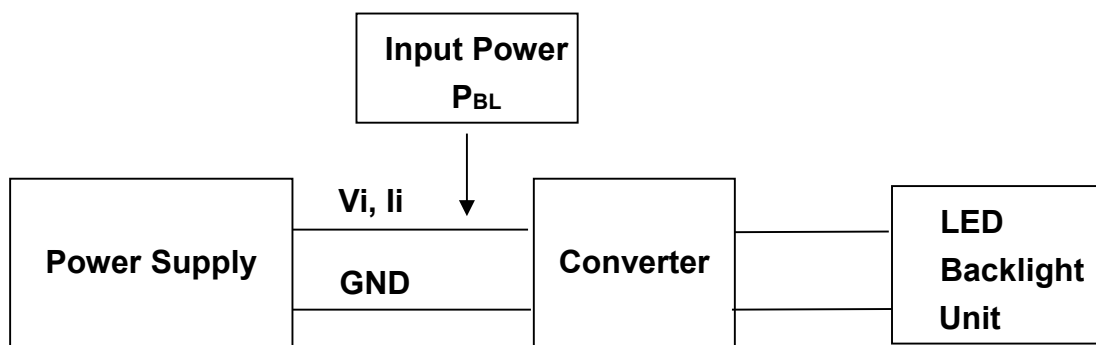 Input Power
PBL
Vi, Ii
Power Supply
GND
Converter
LED
Backlight
Unit